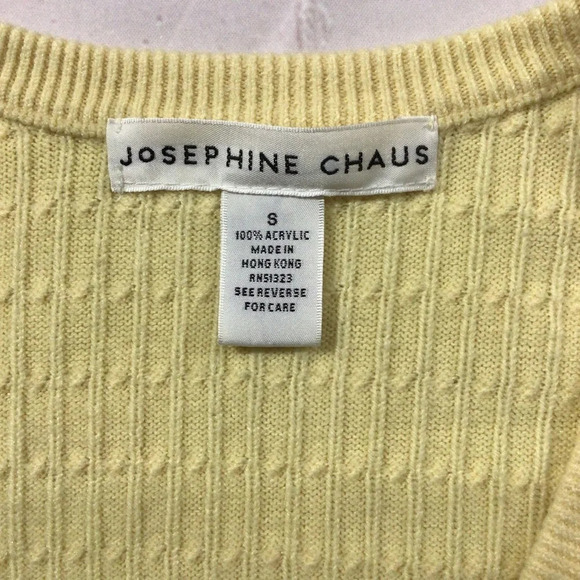 JOSEPHINE CHAUS
S
100% ACRYLIC
MADE IN
HONG KONG
RN51323
SEE REVERSE
FOR CARE